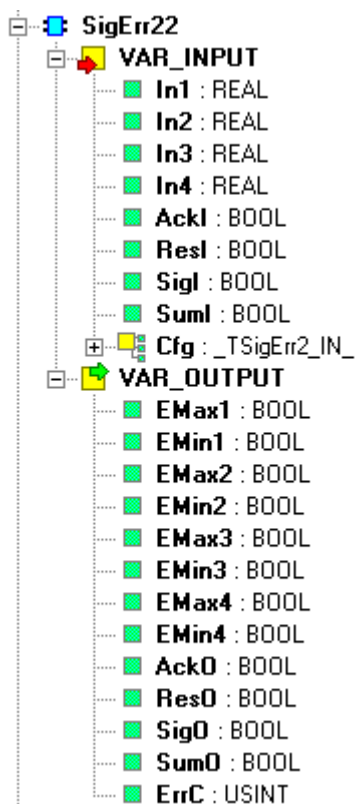 SigErr22
VAR_INPUT
In1 : REAL
In2 : REAL
In3 : REAL
In4 : REAL
AckI : BOOL
ResI : BOOL
SigI : BOOL
SumI : BOOL
Cfg : _TSigErr2_IN_
VAR_OUTPUT
EMax1 : BOOL
EMin1 : BOOL
EMax2 : BOOL
EMin2 : BOOL
EMax3 : BOOL
EMin3 : BOOL
EMax4 : BOOL
EMin4 : BOOL
AckO : BOOL
ResO : BOOL
SigO : BOOL
SumO : BOOL
ErrC : USINT